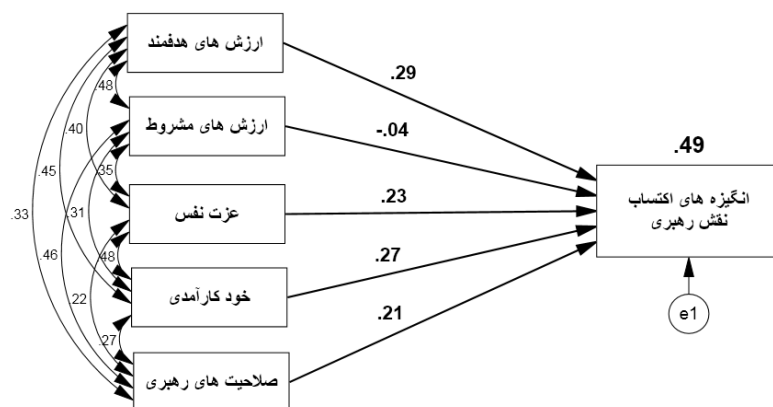 ارزش های هدفمند
.48
.29
ارزش های مشروط
-.04
.49
.40
.45
.35
انگیزه های اکتساب
نقش رهبری
عزت نفس
.23
.33
.31
.46
.48
.27
خود کارآمدی
.22
e1
.21
.27
صلاحیت های رهبری